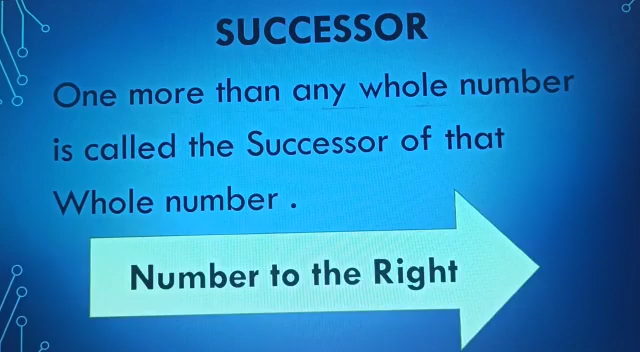 SUCCESSOR
One more than any whole number
is called the Successor of that
Whole number .
Number to the Right